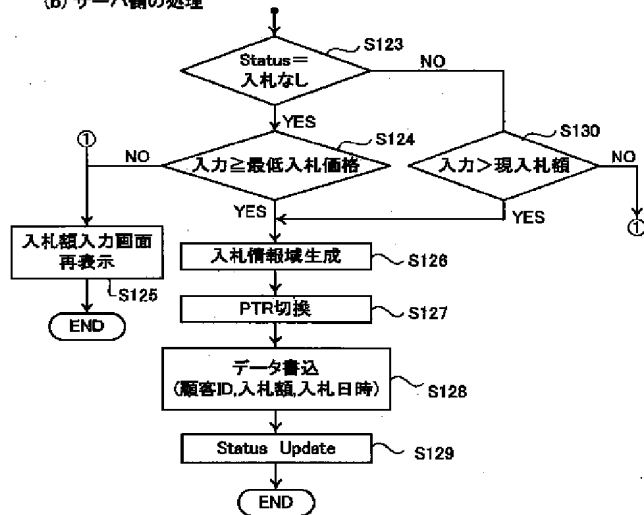 (b) サーバ側の処理
S123
Status＝
入札なし
NO
YES
S124
S130
①
NO
入力≧最低入札価格
入力＞現入札額
NO
YES
YES
①
入札額入力画面
再表示
S125
END
入札情報域生成
S126
PTR切換
S127
データ書込
(顧客ID,入札額,入札日時)
S128
Status Update
S129
END